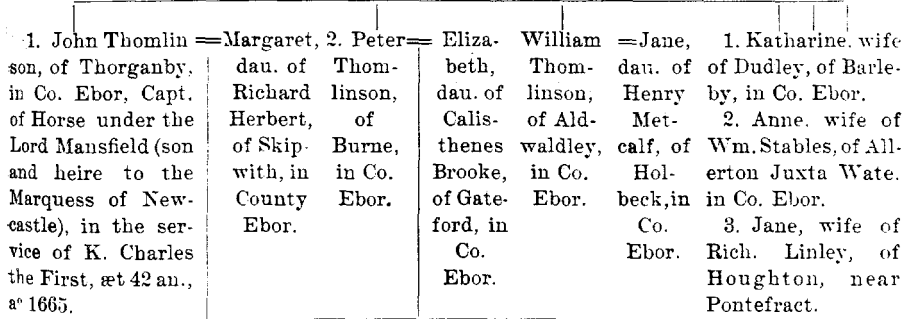 1. John Thomlin
son, of Thorganby,
in Co. Ebor, Capt.
of Horse under the
Lord Mansfield (son
and heire to the
Marquess of New-
castle), in the ser-
vice of K. Charles
the First, æt 42 an.,
aº 1665.
=Margaret,
dau. of
Richard
Herbert,
of Skip-
with, in
County
Ebor.
2. Peter=
Thom-
linson,
of
Burne,
in Co.
Ebor.
Eliza-
beth,
dau. of
Calis-
thenes
Brooke,
of Gate-
ford, in
Co.
Ebor.
William
Thom-
linson,
of Ald-
waldley,
in Co.
Ebor.
=Jane,
dau. of
Henry
Met-
calf, of
Hol-
beck,in
Co.
Ebor.
1. Katharine. wife
of Dudley, of Barle-
by, in Co. Ebor.
2. Anne. wife of
Wm. Stables, of All-
erton Juxta Wate.
in Co. Ebor.
3. Jane, wife of
Rich. Linley, of
Houghton, near
Pontefract.